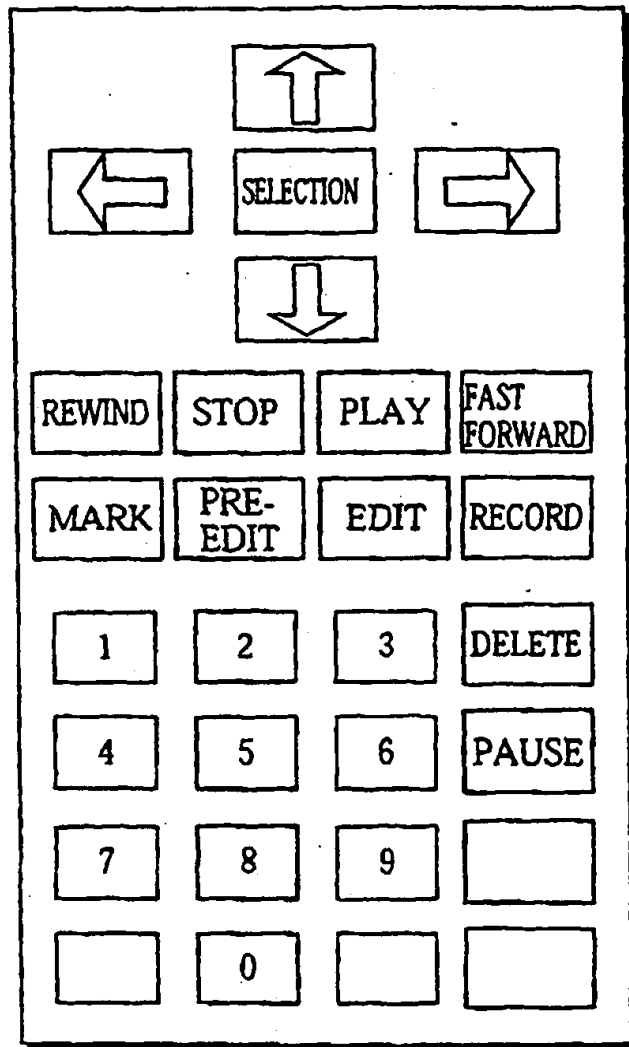 SELECTION
REWIND STOP PLAY FAST
FORWARD
MARK PRE-
EDIT EDIT RECORD
1 2 3 DELETE
4 5 6 PAUSE
7 8 9
0